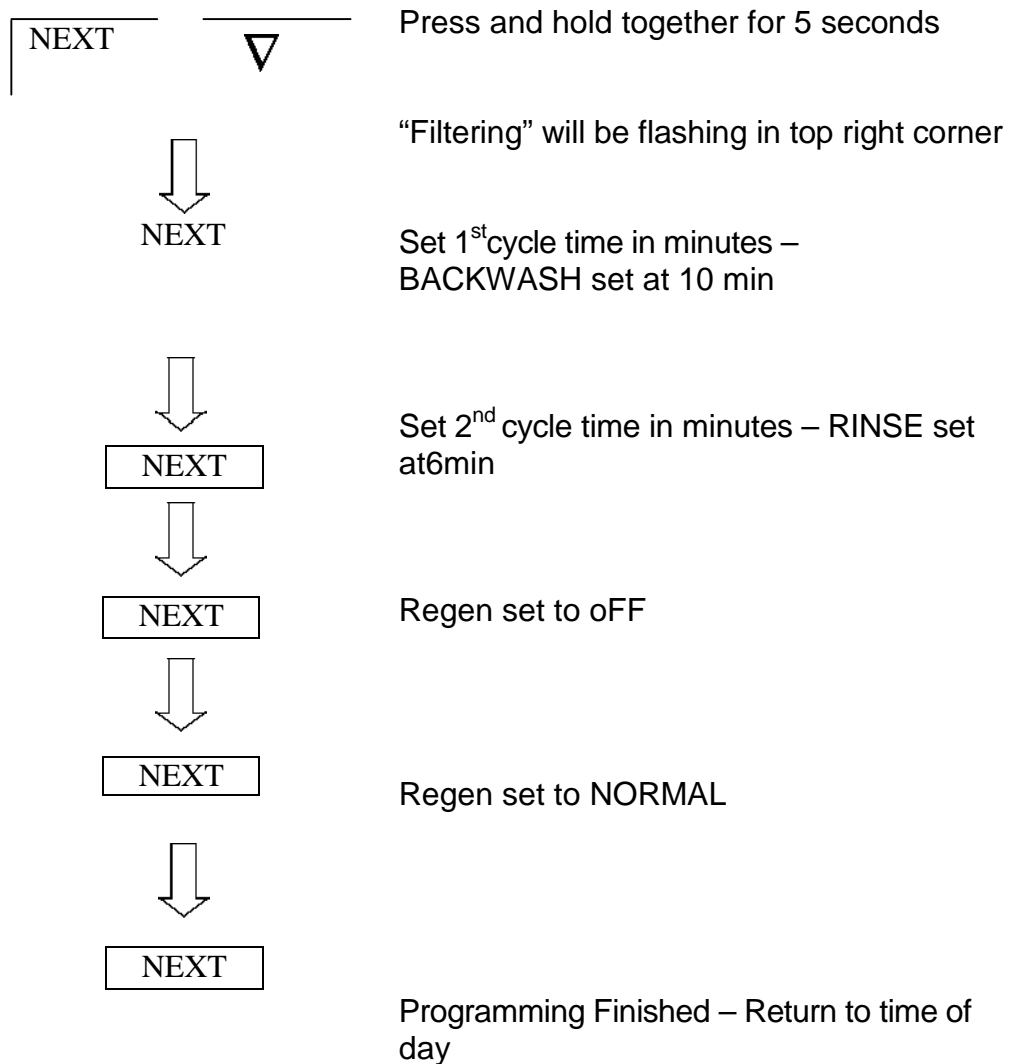 NEXT
Press and hold together for 5 seconds
“Filtering” will be flashing in top right corner
NEXT
Set 1stcycle time in minutes –
BACKWASH set at 10 min
Set 2nd cycle time in minutes – RINSE set
at6min
NEXT
NEXT
Regen set to oFF
NEXT
Regen set to NORMAL
NEXT
Programming Finished – Return to time of
day